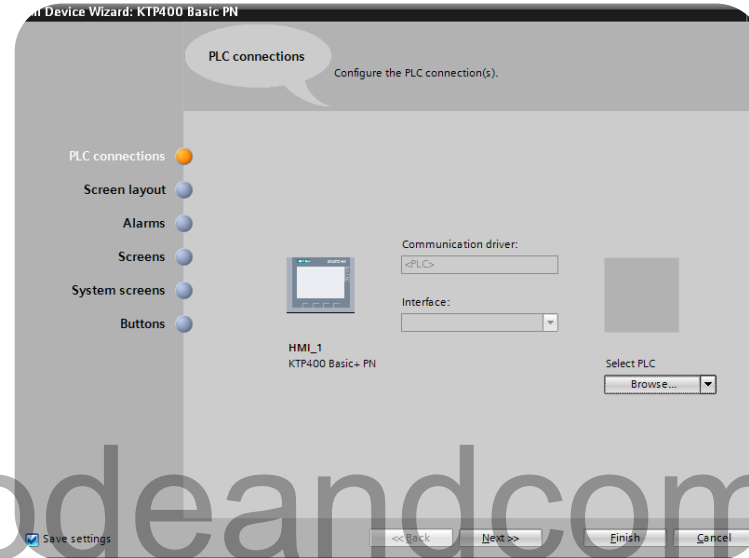 Device Wizard: KTP400 Basic PN
PLC connections
Configure the PLC connection(s).
PLC connections
Screen layout
Alarms
Screens
System screens
Buttons
Communication driver:
<PLC>
Interface:
HMI_1
KTP400 Basic+ PN
Select PLC
Browse...
odeandcom
Save settings
<< Back
Next >>
Finish
Cancel